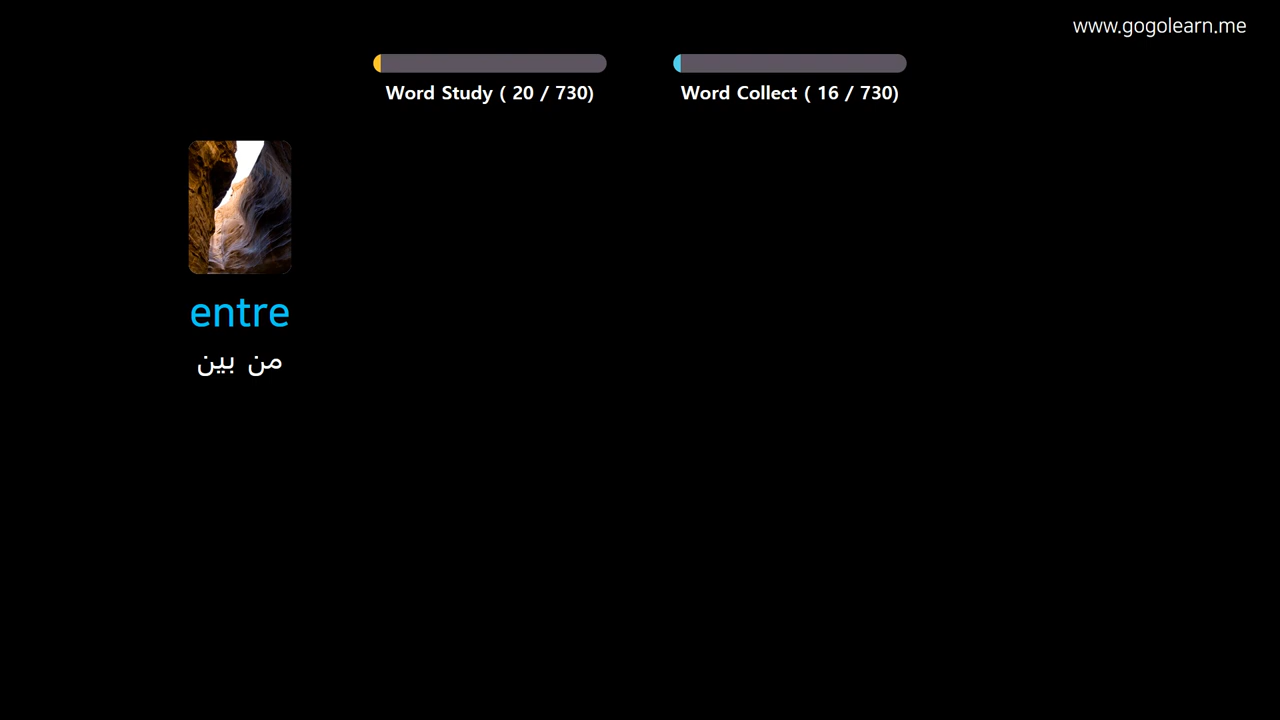 www.gogolearn.me
Word Study ( 20 / 730)
Word Collect ( 16 / 730)
entre
من بين